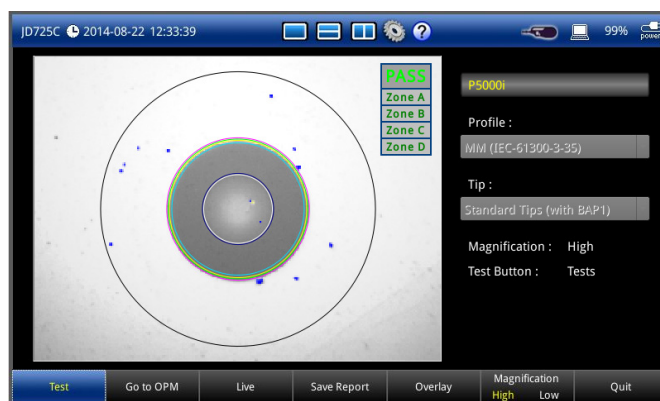 JD725C 2014-08-22 12:33:39 99% power
PASS
Zone A
Zone B
Zone C
Zone D
P5000i
Profile :
MM (IEC-61300-3-35)
Tip :
Standard Tips (with BAP1)
Magnification : High
Test Button : Tests
Test Go to OPM Live Save Report Overlay Magnification High Low Quit